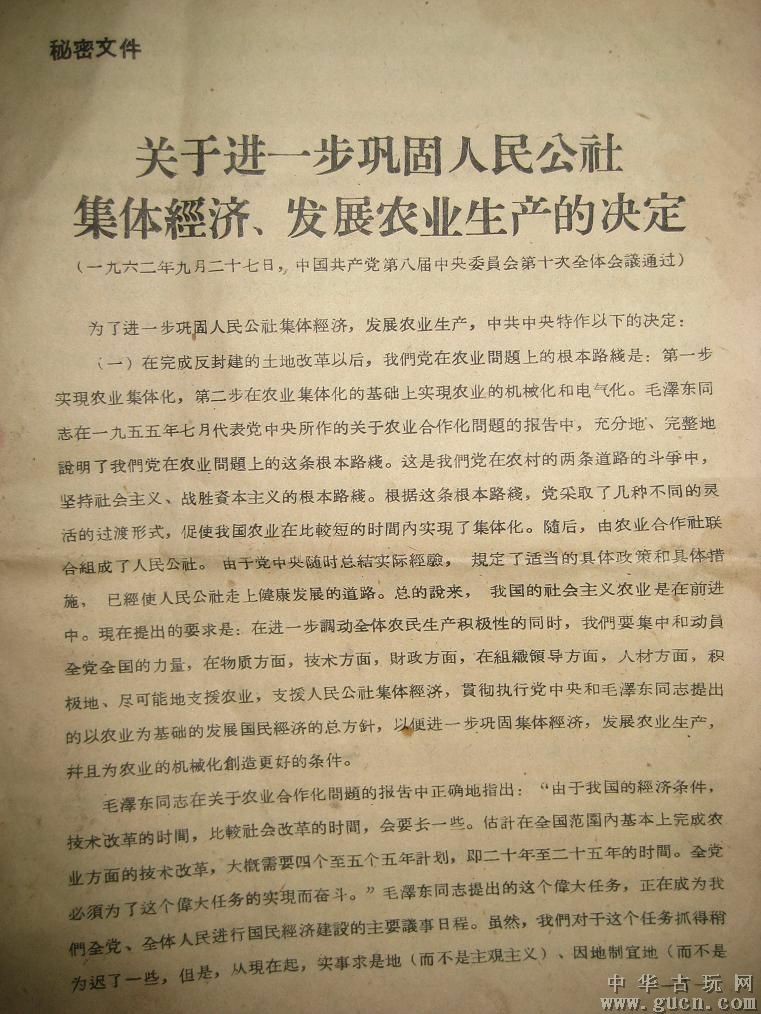 秘密文件
关于进一步巩固人民公社
集体經济、发展农业生产的决定
(一九六二年九月二十七日，中国共产党第八届中央委員会第十次全体会議通过)
为了进一步巩固人民公社集体經济，发展农业生产，中共中央特作以下的决定：
(一)在完成反封建的土地改革以后，我們党在农业問題上的根本路綫是：第一步
实現农业集体化，第二步在农业集体化的基础上实現农业的机械化和电气化。毛澤东同
志在一九五五年七月代表党中央所作的关于农业合作化問題的报告中，充分地、完整地
說明了我們党在农业問題上的这条根本路綫。这是我們党在农村的两条道路的斗爭中，
坚持社会主义、战胜資本主义的根本路綫。根据这条根本路綫，党采取了几种不同的灵
活的过渡形式，促使我国农业在比較短的时間內实現了集体化。随后，由农业合作社联
合組成了人民公社。由于党中央随时总結实际經驗，規定了适当的具体政策和具体措
施，已經使人民公社走上健康发展的道路。总的說来，我国的社会主义农业是在前进
中。現在提出的要求是：在进一步調动全体农民生产积极性的同时，我們要集中和动員
全党全国的力量，在物质方面，技术方面，財政方面，在組織領导方面，人材方面，积
极地、尽可能地支援农业，支援人民公社集体經济，貫彻执行党中央和毛澤东同志提出
的以农业为基础的发展国民經济的总方針，以便进一步巩固集体經济，发展农业生产，
幷且为农业的机械化創造更好的条件。
毛澤东同志在关于农业合作化問題的报告中正确地指出：“由于我国的經济条件，
技术改革的时間，比較社会改革的时間，会要长一些。估計在全国范圍內基本上完成农
业方面的技术改革，大概需要四个至五个五年計划，即二十年至二十五年的时間。全党
必須为了这个偉大任务的实現而奋斗。”毛澤东同志提出的这个偉大任务，正在成为我
們全党、全体人民进行国民經济建設的主要議事日程。虽然，我們对于这个任务抓得稍
为迟了一些，但是，从現在起，实事求是地(而不是主观主义)、因地制宜地(而不是
—1—
中华古玩网
www.gucn.com